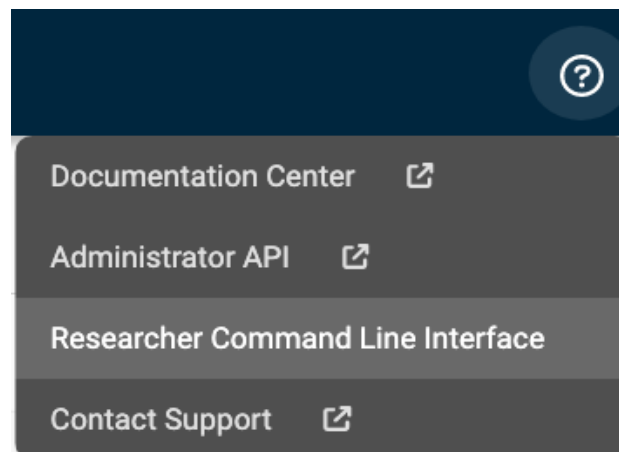 Documentation Center
Administrator API
Researcher Command Line Interface
Contact Support